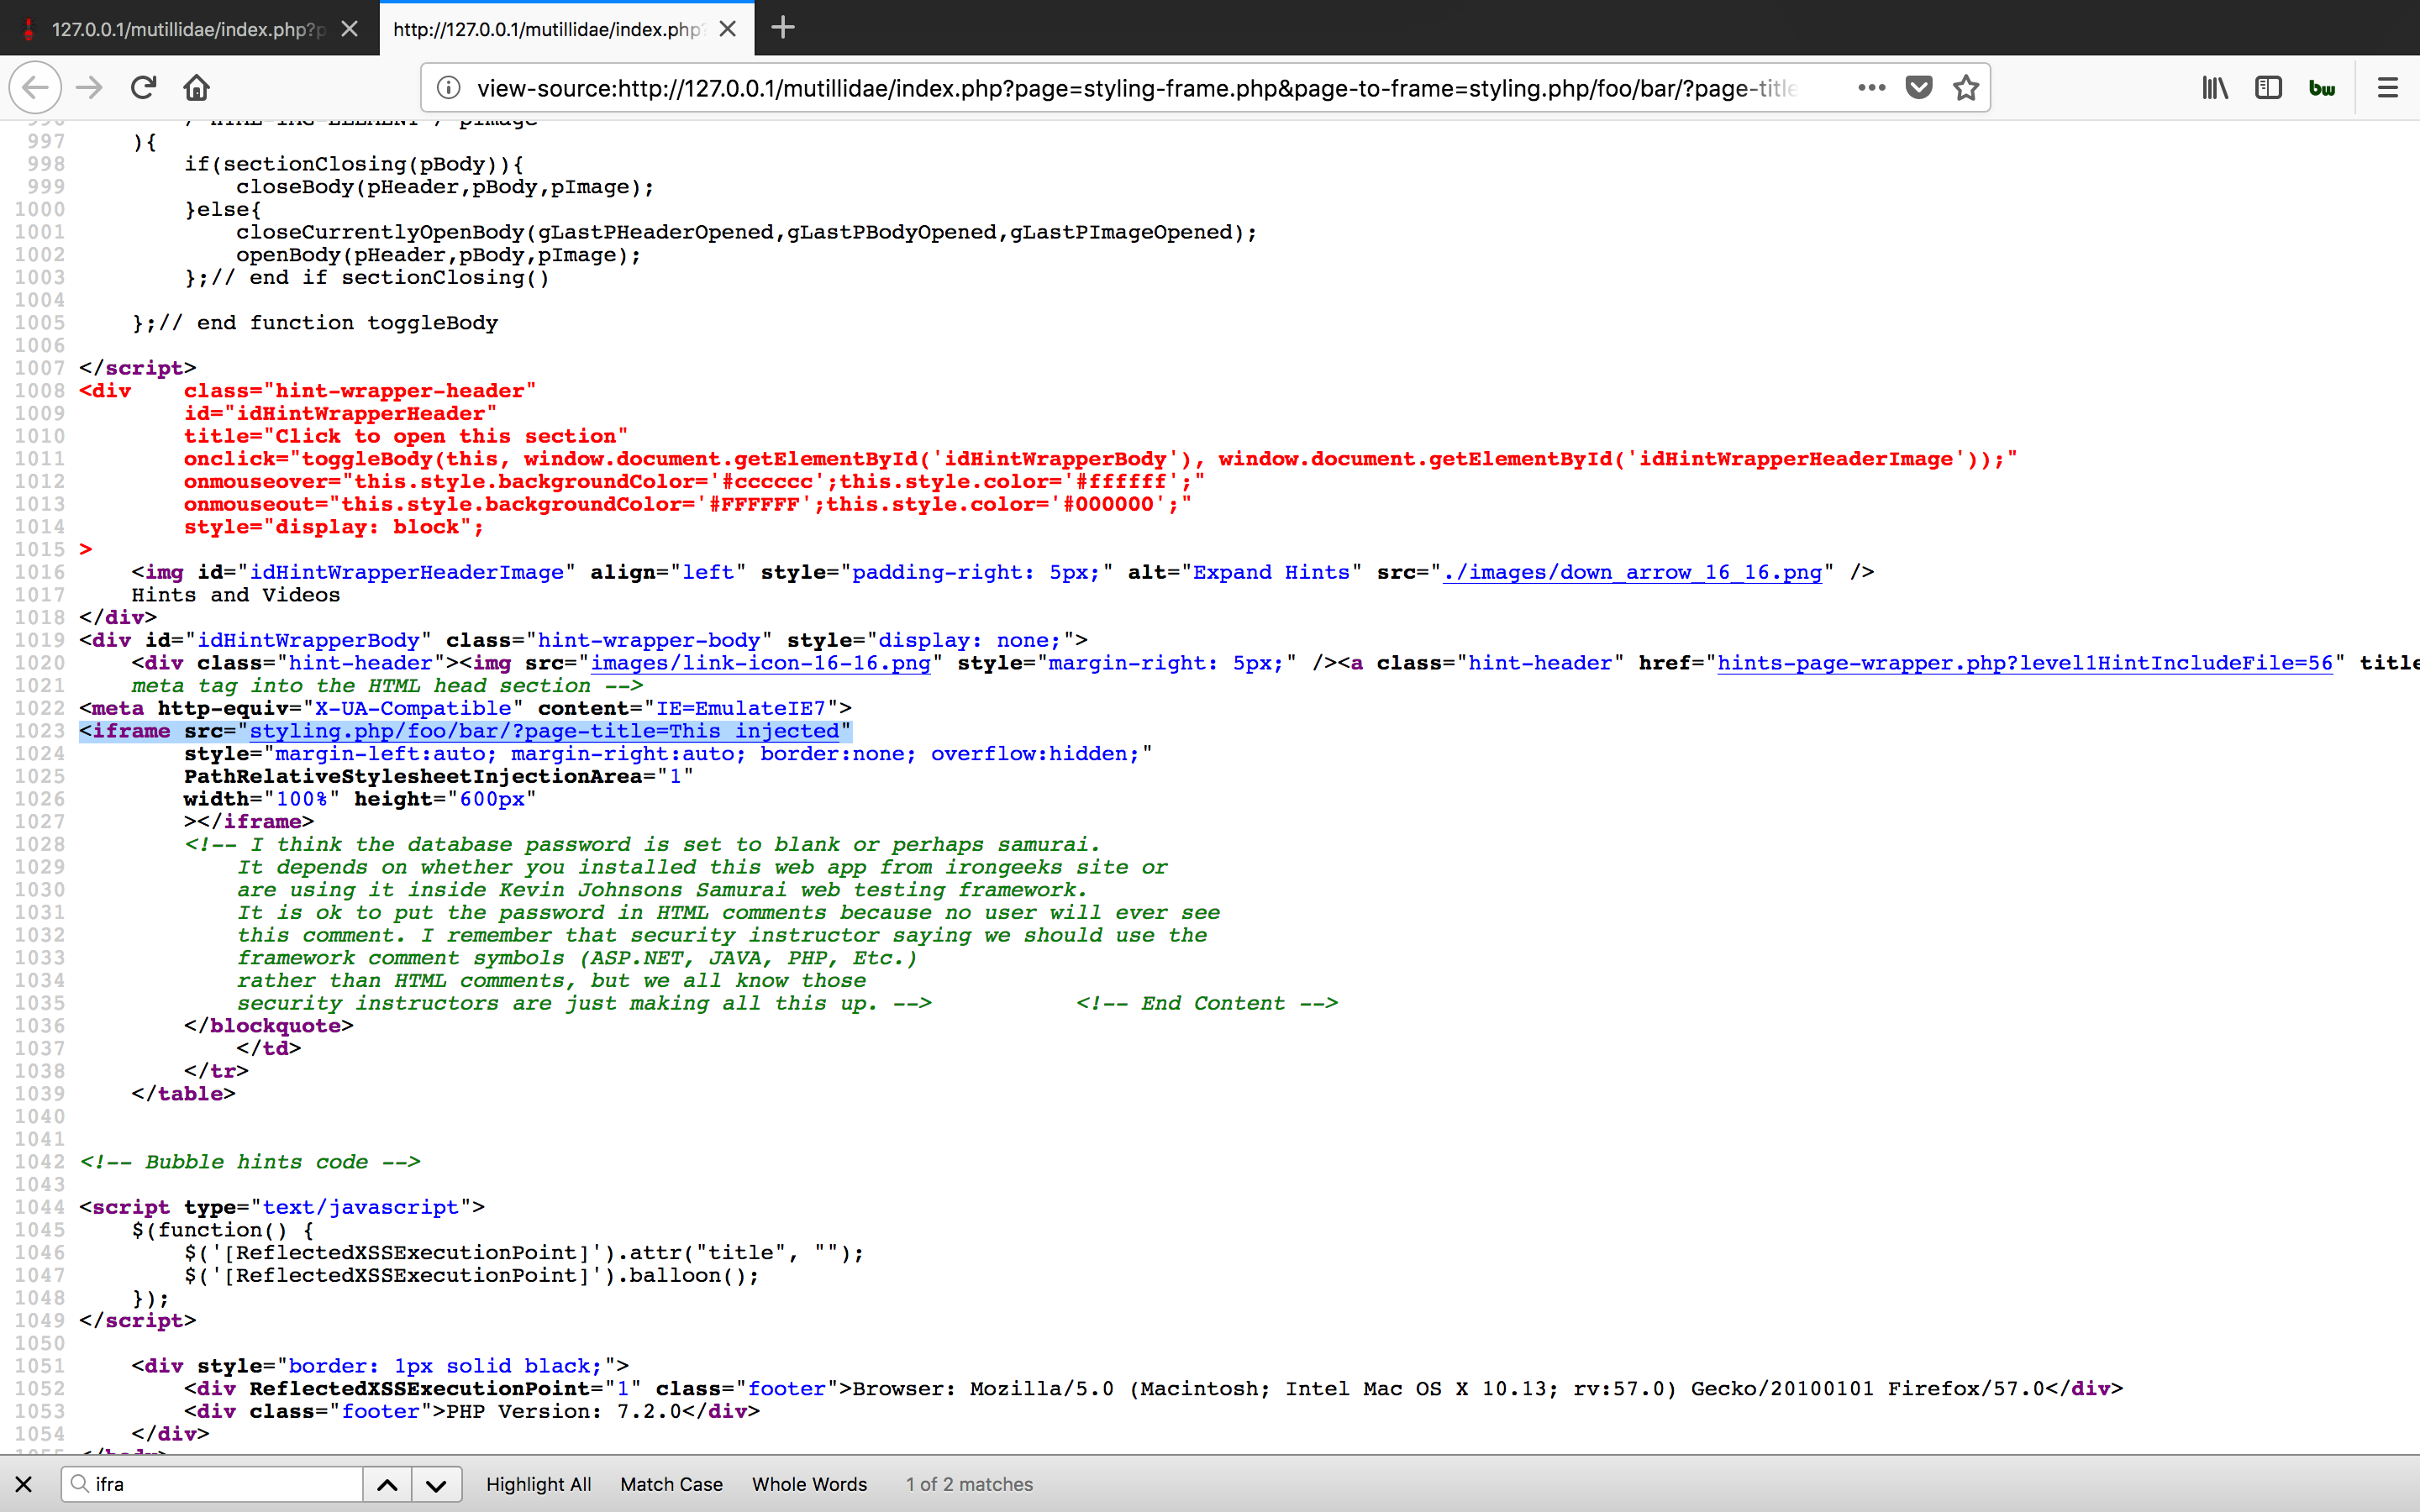 127.0.0.1/mutillidae/index.php?p
http://127.0.0.1/mutillidae/index.php?
view-source:http://127.0.0.1/mutillidae/index.php?page=styling-frame.php&page-to-frame=styling.php/foo/bar/?page-title
bw
997 ){
998 if(sectionClosing(pBody)){
999 closeBody(pHeader,pBody,pImage);
1000 }else{
1001 closeCurrentlyOpenBody(gLastPHeaderOpened,gLastPBodyOpened,gLastPImageOpened);
1002 openBody(pHeader,pBody,pImage);
1003 };// end if sectionClosing()
1004
1005 };// end function toggleBody
1006
1007 </script>
1008 <div class="hint-wrapper-header"
1009 id="idHintWrapperHeader"
1010 title="Click to open this section"
1011 onclick="toggleBody(this, window.document.getElementById('idHintWrapperBody'), window.document.getElementById('idHintWrapperHeaderImage'));"
1012 onmouseover="this.style.backgroundColor='#cccccc';this.style.color='#ffffff';"
1013 onmouseout="this.style.backgroundColor='#FFFFFF';this.style.color='#000000';"
1014 style="display: block";
1015 >
1016 <img id="idHintWrapperHeaderImage" align="left" style="padding-right: 5px;" alt="Expand Hints" src="./images/down_arrow_16_16.png" />
1017 Hints and Videos
1018 </div>
1019 <div id="idHintWrapperBody" class="hint-wrapper-body" style="display: none;">
1020 <div class="hint-header"><img src="images/link-icon-16-16.png" style="margin-right: 5px;" /><a class="hint-header" href="hints-page-wrapper.php?level1HintIncludeFile=56" title
1021 meta tag into the HTML head section -->
1022 <meta http-equiv="X-UA-Compatible" content="IE=EmulateIE7">
1023 <iframe src="styling.php/foo/bar/?page-title=This injected"
1024 style="margin-left:auto; margin-right:auto; border:none; overflow:hidden;"
1025 PathRelativeStylesheetInjectionArea="1"
1026 width="100%" height="600px"
1027 ></iframe>
1028 <!-- I think the database password is set to blank or perhaps samurai.
1029 It depends on whether you installed this web app from irongeeks site or
1030 are using it inside Kevin Johnsons Samurai web testing framework.
1031 It is ok to put the password in HTML comments because no user will ever see
1032 this comment. I remember that security instructor saying we should use the
1033 framework comment symbols (ASP.NET, JAVA, PHP, Etc.)
1034 rather than HTML comments, but we all know those
1035 security instructors are just making all this up. --> <!-- End Content -->
1036 </blockquote>
1037 </td>
1038 </tr>
1039 </table>
1040
1041
1042 <!-- Bubble hints code -->
1043
1044 <script type="text/javascript">
1045 $(function() {
1046 $('[ReflectedXSSExecutionPoint]').attr("title", "");
1047 $('[ReflectedXSSExecutionPoint]').balloon();
1048 });
1049 </script>
1050
1051 <div style="border: 1px solid black;">
1052 <div ReflectedXSSExecutionPoint="1" class="footer">Browser: Mozilla/5.0 (Macintosh; Intel Mac OS X 10.13; rv:57.0) Gecko/20100101 Firefox/57.0</div>
1053 <div class="footer">PHP Version: 7.2.0</div>
1054 </div>
ifra Highlight All Match Case Whole Words 1 of 2 matches